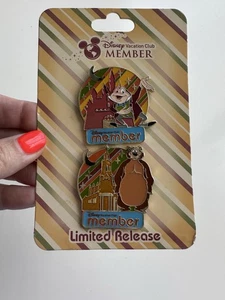 Disney Vacation Club
MEMBER
member
member
Limited Release